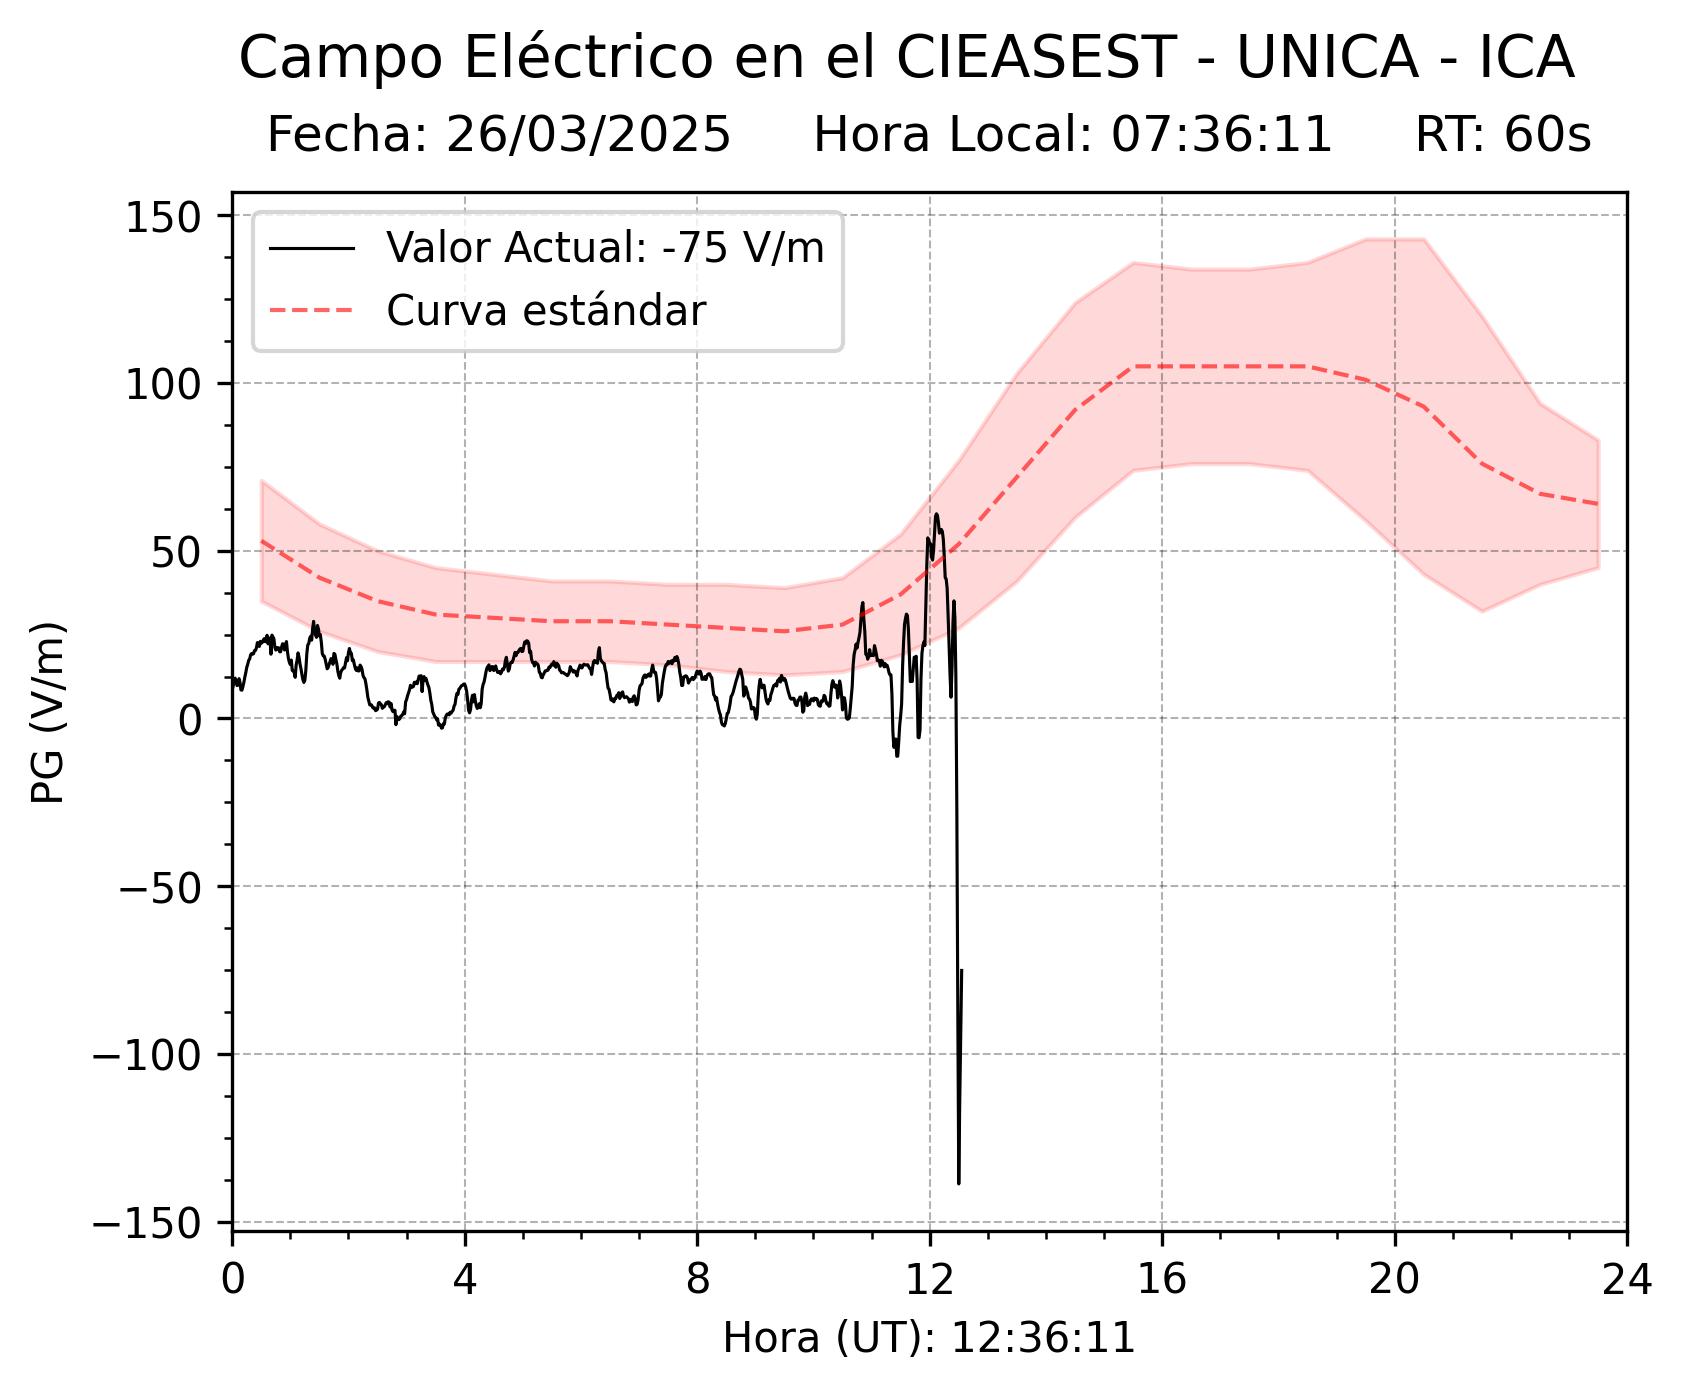 Campo Eléctrico en el CIEASEST - UNICA - ICA
Fecha: 26/03/2025 Hora Local: 07:36:11 RT: 60s
Valor Actual: -75 V/m
Curva estándar
PG (V/m)
150
100
50
0
−50
−100
−150
0 4 8 12 16 20 24
Hora (UT): 12:36:11